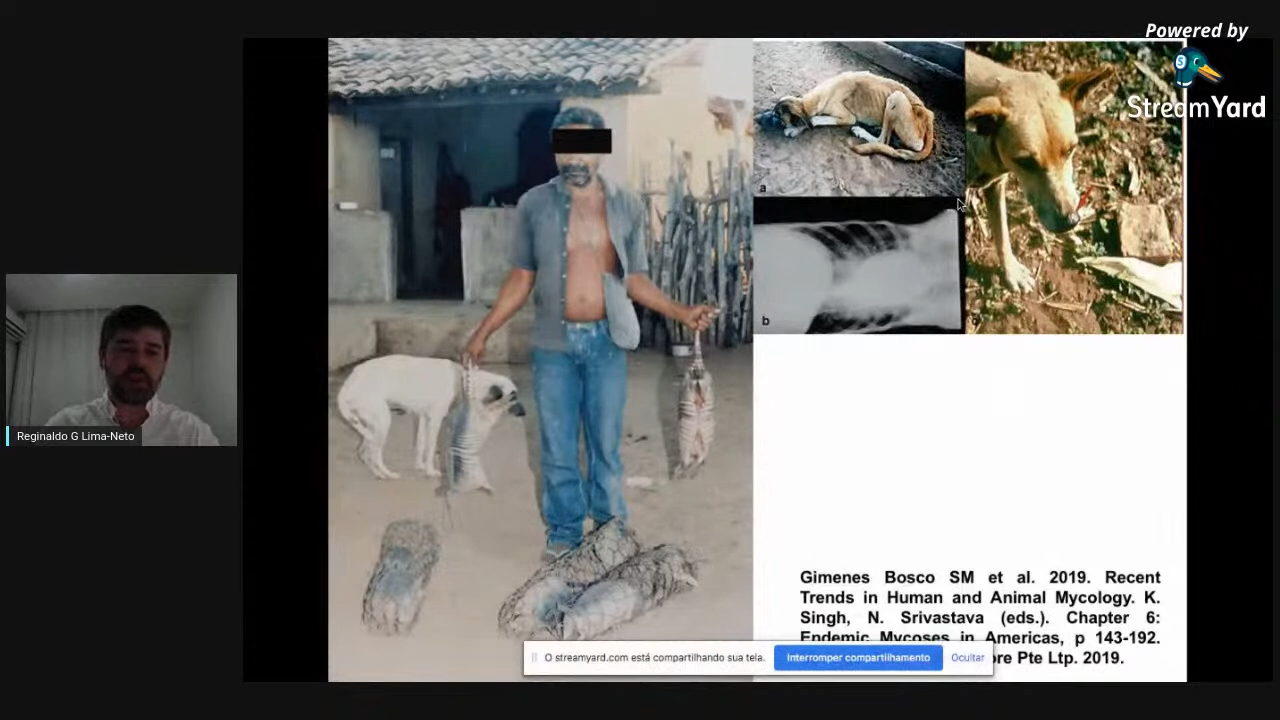 Powered by
StreamYard
a
b
Reginaldo G Lima-Neto
Gimenes Bosco SM et al. 2019. Recent
Trends in Human and Animal Mycology. K.
Singh, N. Srivastava (eds.). Chapter 6:
Endemic Mycoses in Americas, p 143-192.
ore Pte Ltp. 2019.
O streamyard.com está compartilhando sua tela.
Interromper compartilhamento
Ocultar